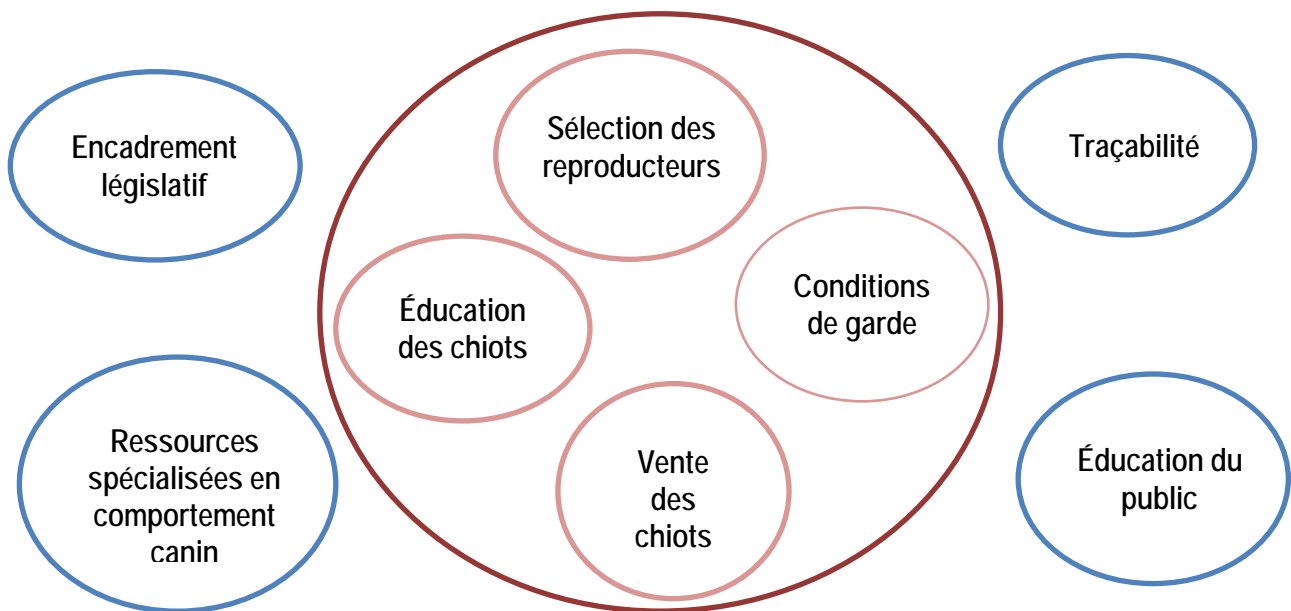 Encadrement
législatif
Sélection des
reproducteurs
Traçabilité
Éducation
des chiots
Conditions
de garde
Ressources
spécialisées en
comportement
canin
Vente
des
chiots
Éducation du
public